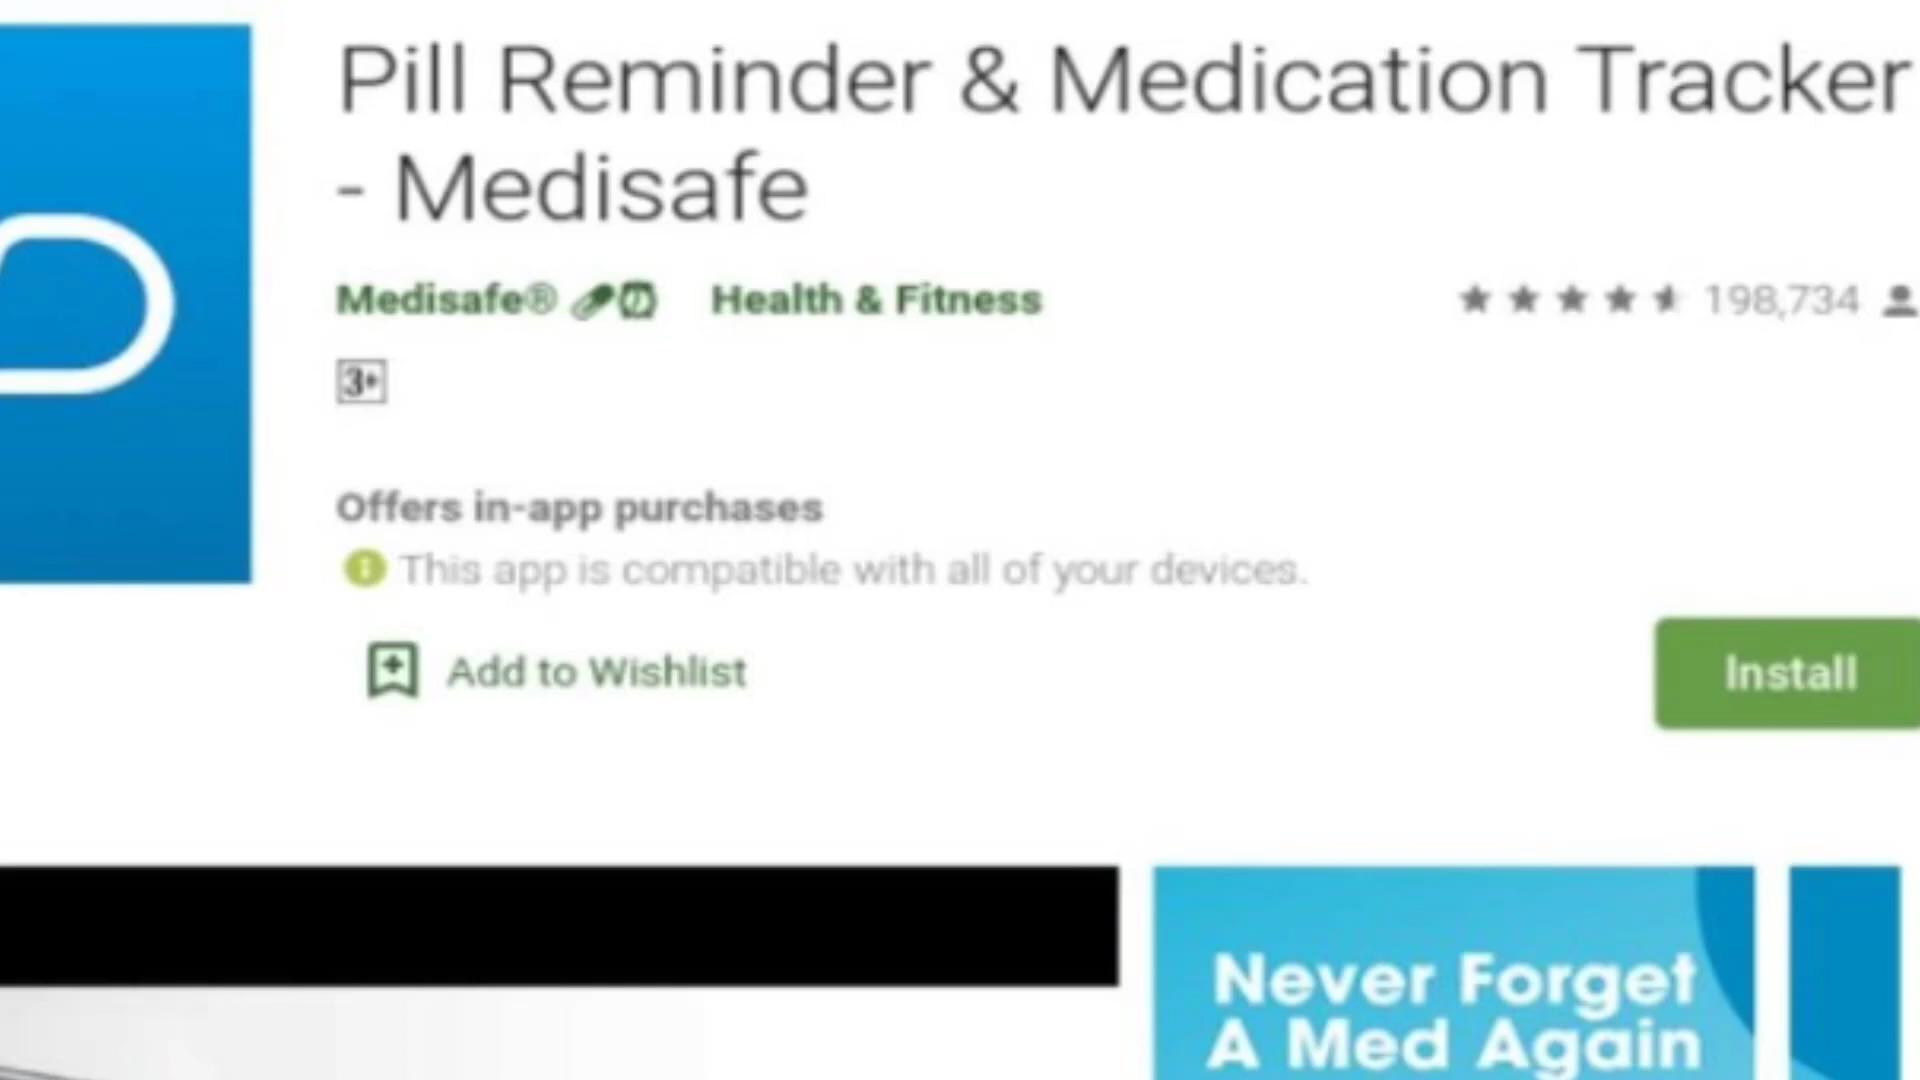 Pill Reminder & Medication Tracker
- Medisafe
Medisafe® Health & Fitness 198,734
3+
Offers in-app purchases
This app is compatible with all of your devices.
Add to Wishlist
Install
Never Forget
A Med Again